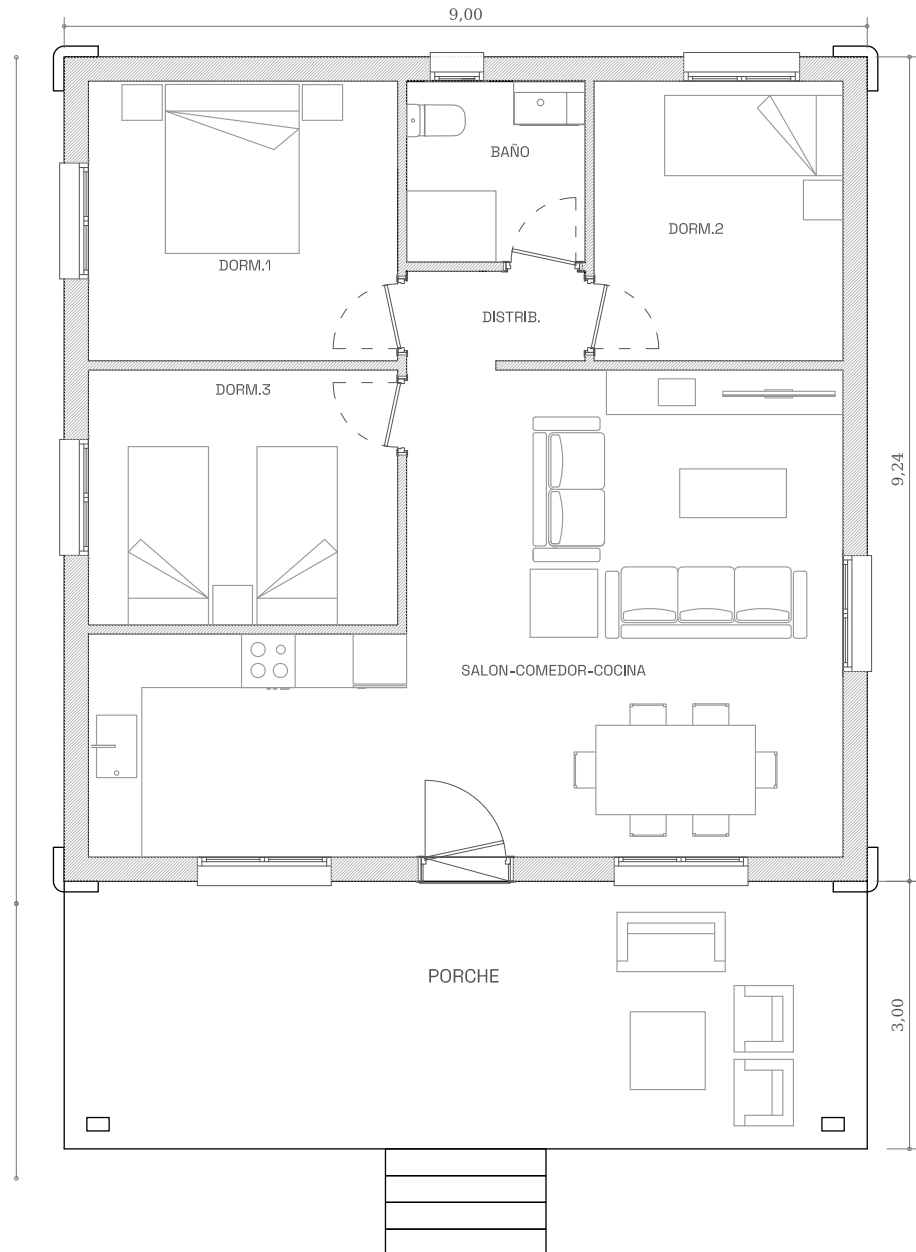 9,00
BAÑO
DORM.2
DORM.1
DISTRIB.
DORM.3
9,24
SALON-COMEDOR-COCINA
PORCHE
3,00